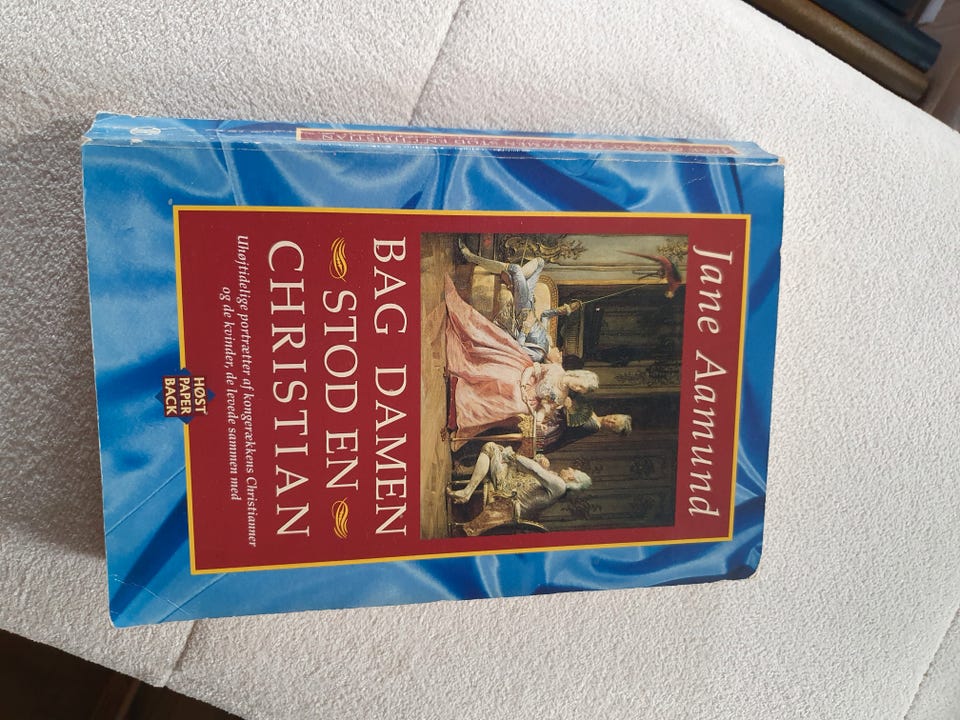 Jane Aamund
BAG DAMEN
STOD EN
CHRISTIAN
Uhøjtidelige portrætter af kongerækkens Christianner
og de kvinder, de levede sammen med
HØST
PAPER
BACK